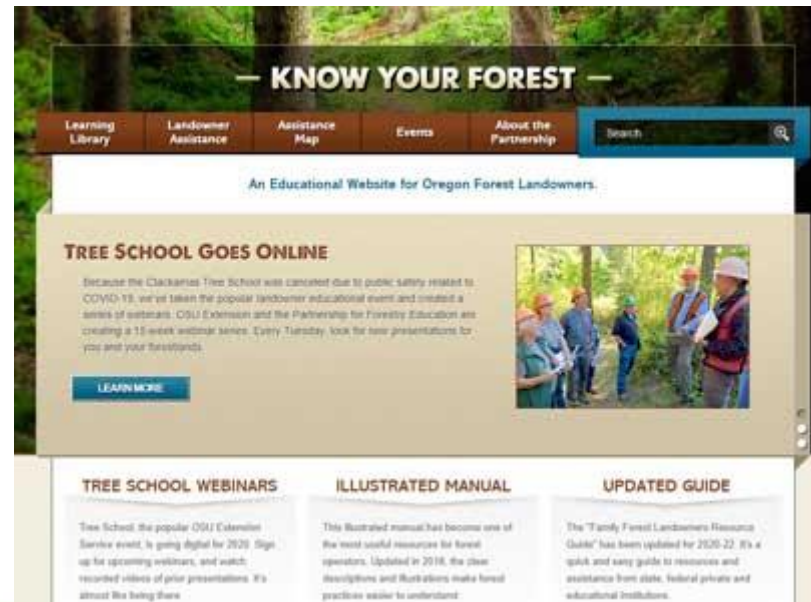 — KNOW YOUR FOREST —
Learning Library
Landowner Assistance
Assistance Map
Events
About the Partnership
Search
An Educational Website for Oregon Forest Landowners.
TREE SCHOOL GOES ONLINE
Because the Clackamas Tree School was canceled due to public safety related to
COVID-19, we've taken the popular landowner educational event and created a
series of webinars. OSU Extension and the Partnership for Forestry Education are
creating a 15-week webinar series. Every Tuesday, look for new presentations for
you and your forestlands.
LEARN MORE
TREE SCHOOL WEBINARS
Tree School, the popular OSU Extension
Service event, is going digital for 2020. Sign
up for upcoming webinars, and watch
recorded videos of prior presentations. It's
almost like being there.
ILLUSTRATED MANUAL
This illustrated manual has become one of
the most useful resources for forest
operators. Updated in 2018, the clear
descriptions and illustrations make forest
practices easier to understand.
UPDATED GUIDE
The "Family Forest Landowners Resource
Guide" has been updated for 2020-22. It's a
quick and easy guide to resources and
assistance from state, federal private and
educational institutions.